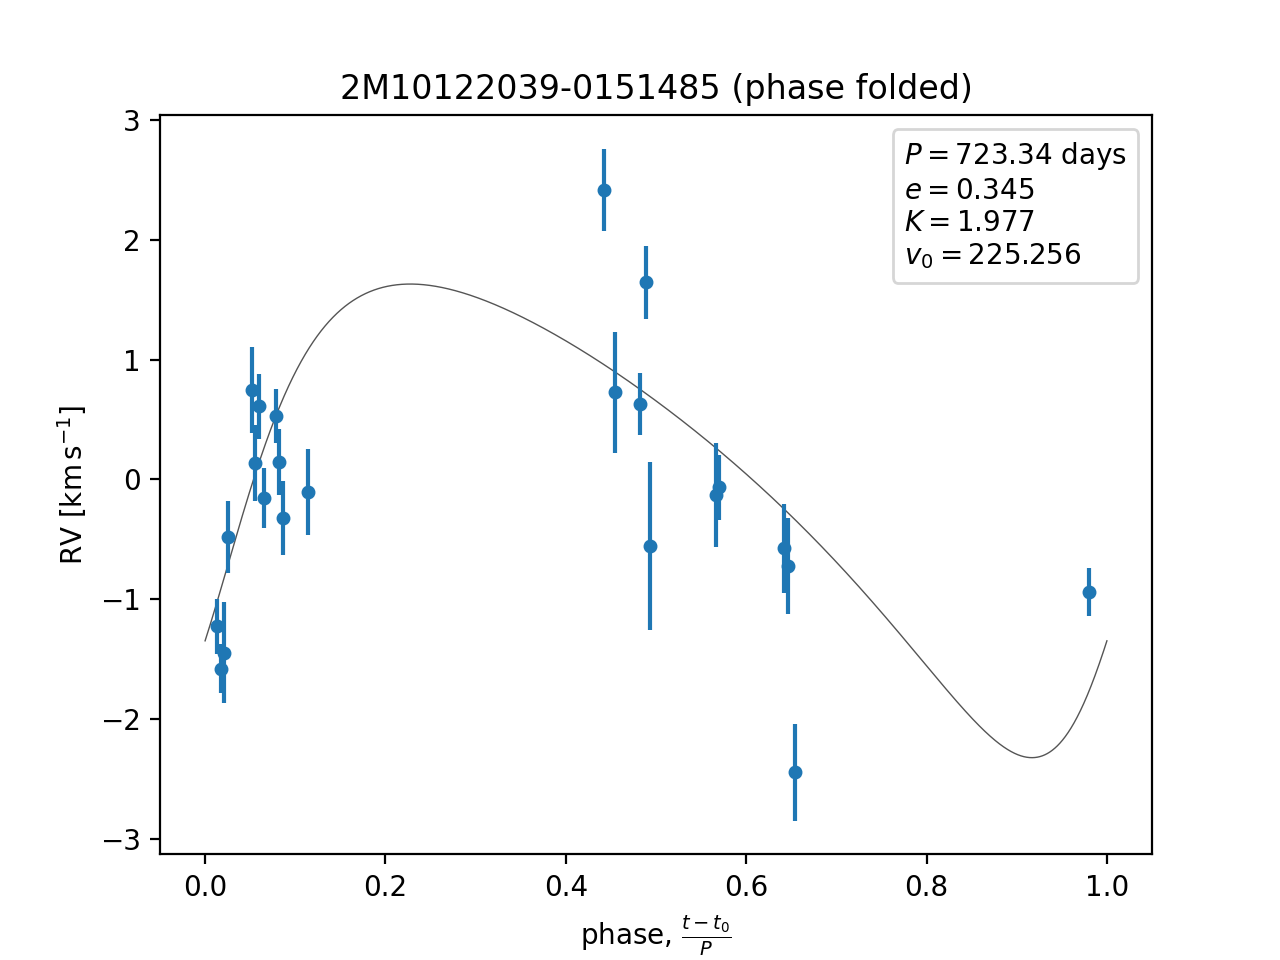 2M10122039-0151485 (phase folded)
P = 723.34 days
e = 0.345
K = 1.977
v₀ = 225.256
3
2
1
0
−1
−2
−3
RV [km s⁻¹]
0.0 0.2 0.4 0.6 0.8 1.0
phase, (t − t₀)/P